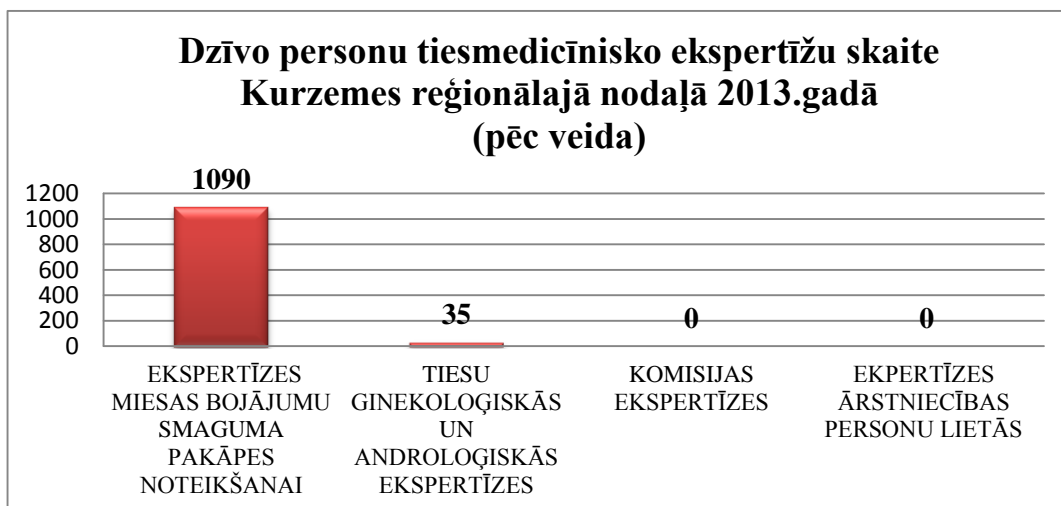 Dzīvo personu tiesmedicīnisko ekspertīžu skaite
Kurzemes reģionālajā nodaļā 2013.gadā
(pēc veida)
1090
35
0
0
1200
1000
800
600
400
200
0
EKSPERTĪZES
MIESAS BOJĀJUMU
SMAGUMA
PAKĀPES
NOTEIKŠANAI
TIESU
GINEKOLOĢISKĀS
UN
ANDROLOĢISKĀS
EKSPERTĪZES
KOMISIJAS
EKSPERTĪZES
EKPERTĪZES
ĀRSTNIECĪBAS
PERSONU LIETĀS